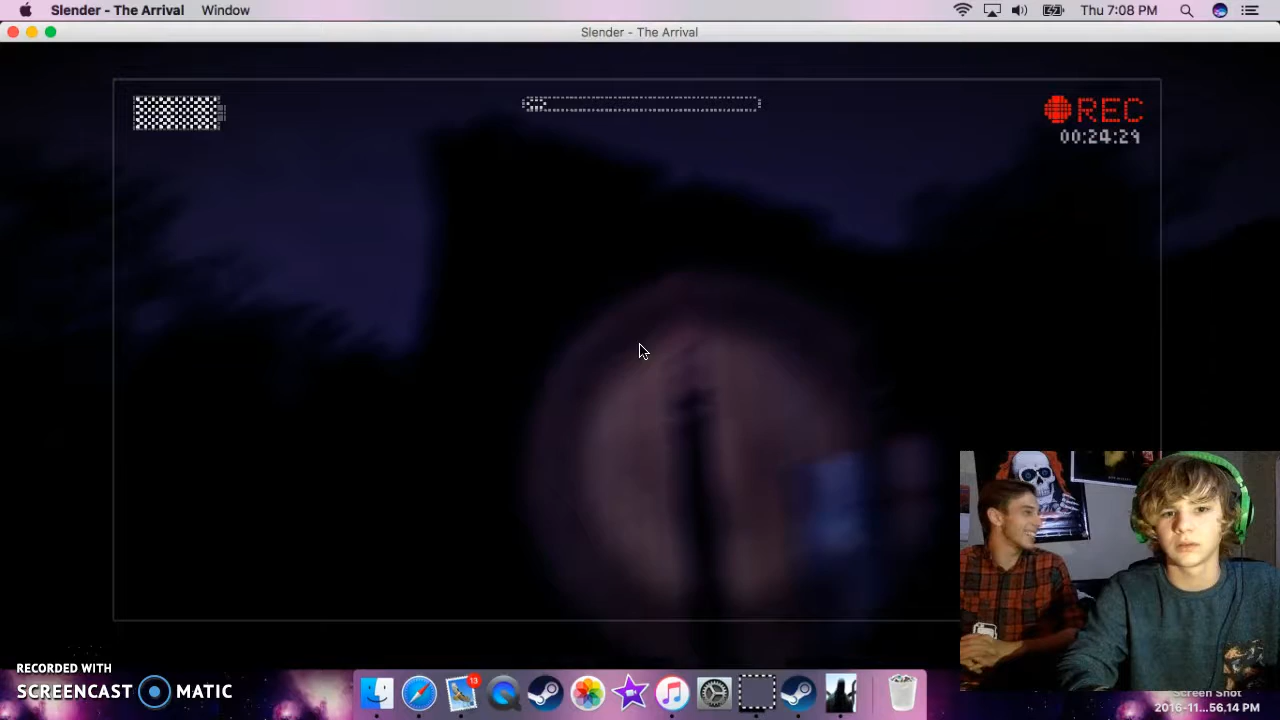 Slender - The Arrival Window Thu 7:08 PM
Slender - The Arrival
REC
00:24:29
13
RECORDED WITH
SCREENCAST MATIC
Screen Shot
2016-11...56.14 PM